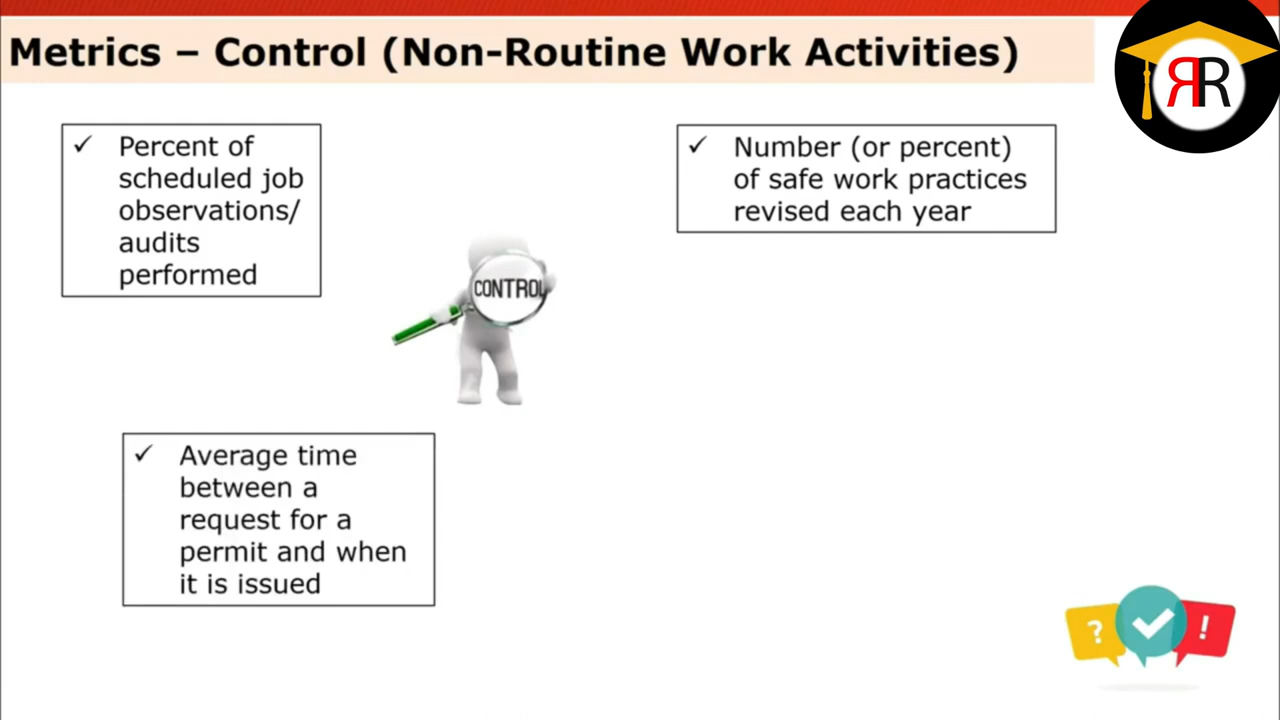 Metrics – Control (Non-Routine Work Activities)
ЯR
✓ Percent of
scheduled job
observations/
audits
performed
✓ Number (or percent)
of safe work practices
revised each year
CONTROL
✓ Average time
between a
request for a
permit and when
it is issued
? !